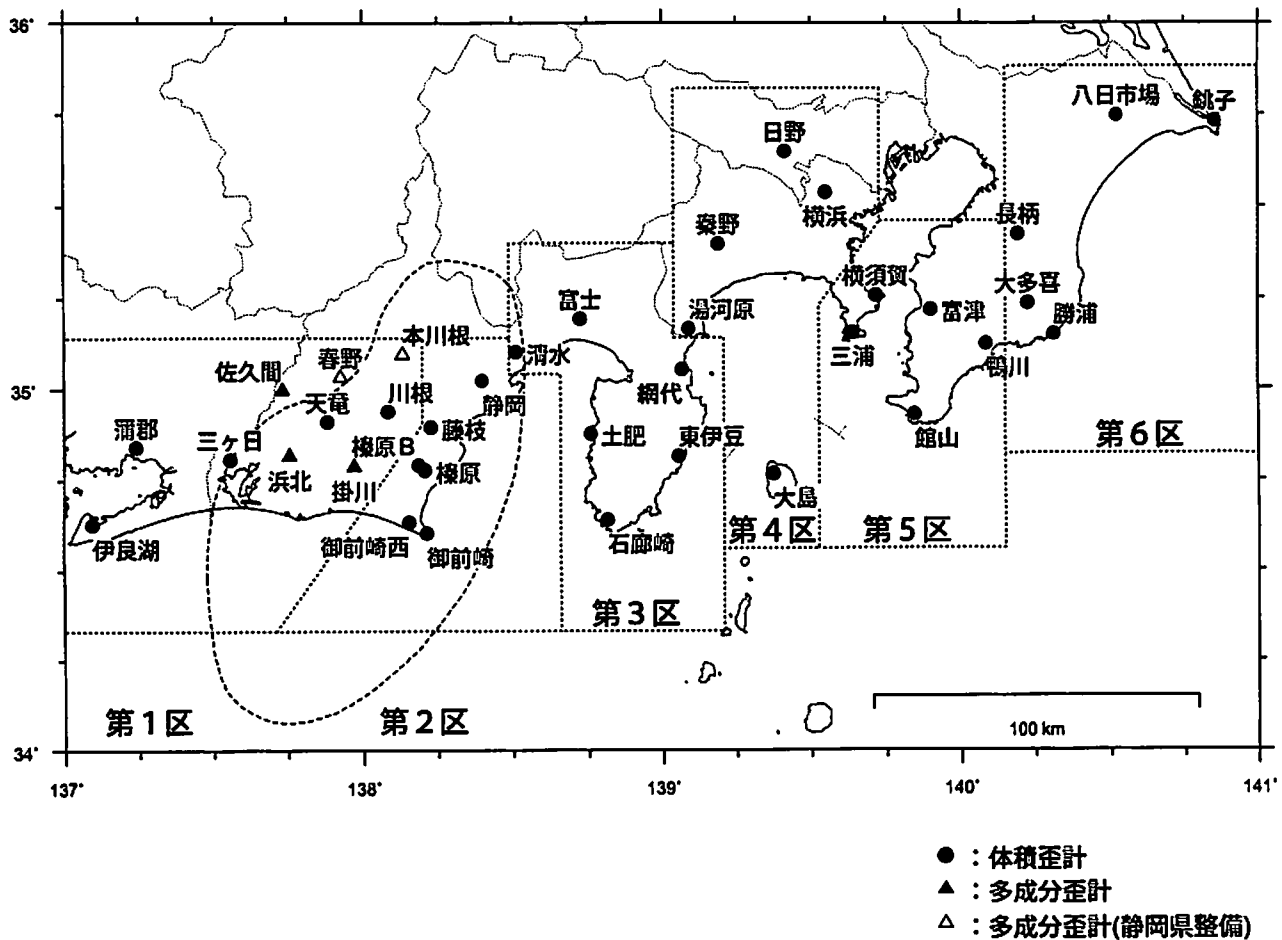 36°
八日市場
銚子
日野
横浜
秦野
長柄
横須賀
大多喜
富士
湯河原
富津
勝浦
本川根
清水
三浦
佐久間
春野
鴨川
35°
川根
静岡
網代
天竜
藤枝
館山
蒲郡
三ヶ日
榛原B
土肥
東伊豆
第6区
浜北
掛川
榛原
大島
伊良湖
御前崎西
御前崎
石廊崎
第4区
第5区
第3区
第1区
第2区
100 km
34°
137°
138°
139°
140°
141°
●：体積歪計
▲：多成分歪計
△：多成分歪計(静岡県整備)